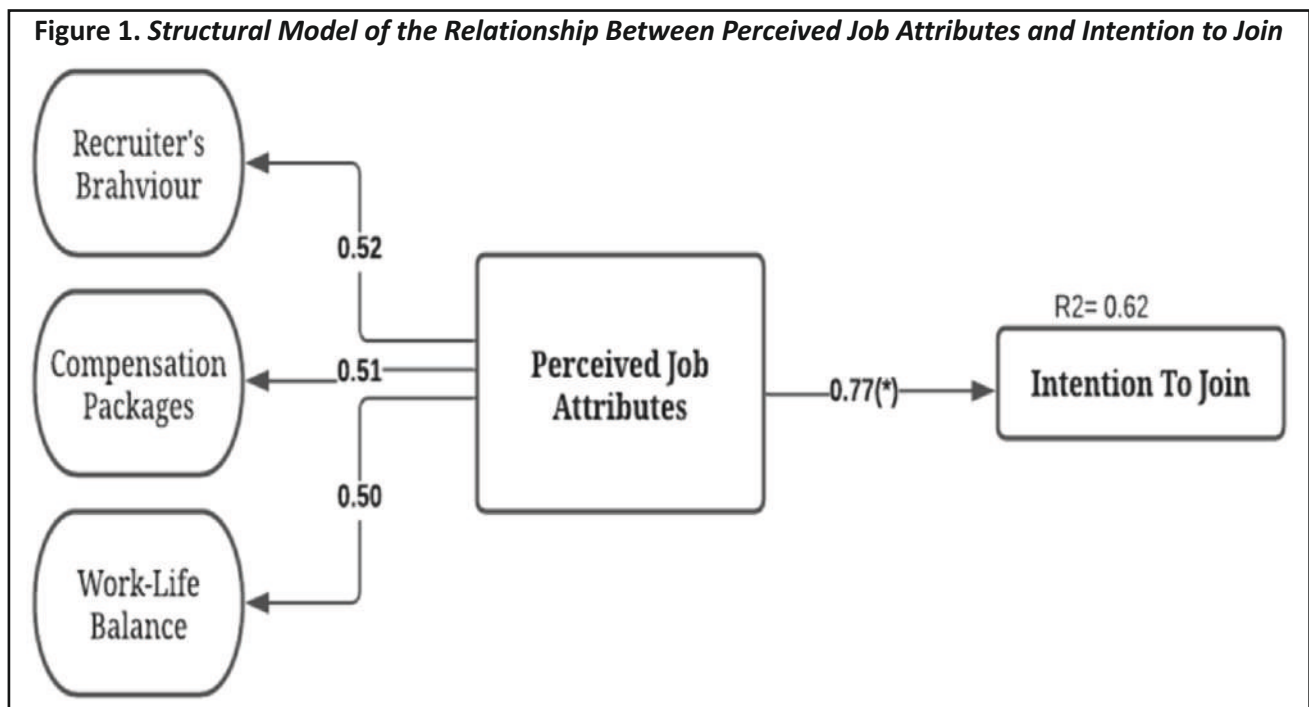 Figure 1. Structural Model of the Relationship Between Perceived Job Attributes and Intention to Join
Recruiter's
Brahviour
0.52
Compensation
Packages
0.51
Work-Life
Balance
0.50
Perceived Job
Attributes
0.77(*)
R2= 0.62
Intention To Join